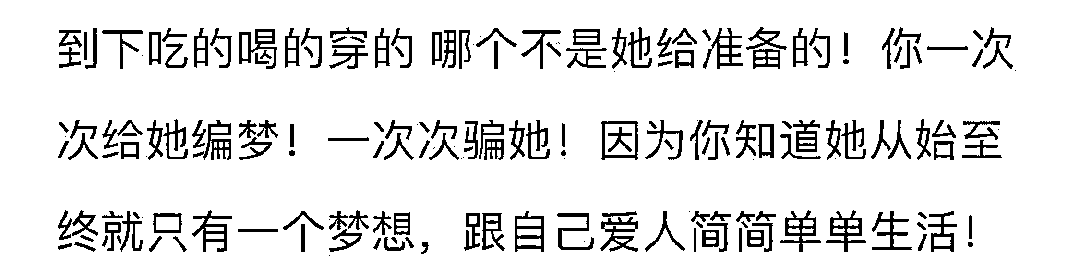 到下吃的喝的穿的 哪个不是她给准备的！你一次
次给她编梦！一次次骗她！因为你知道她从始至
终就只有一个梦想，跟自己爱人简简单单生活！